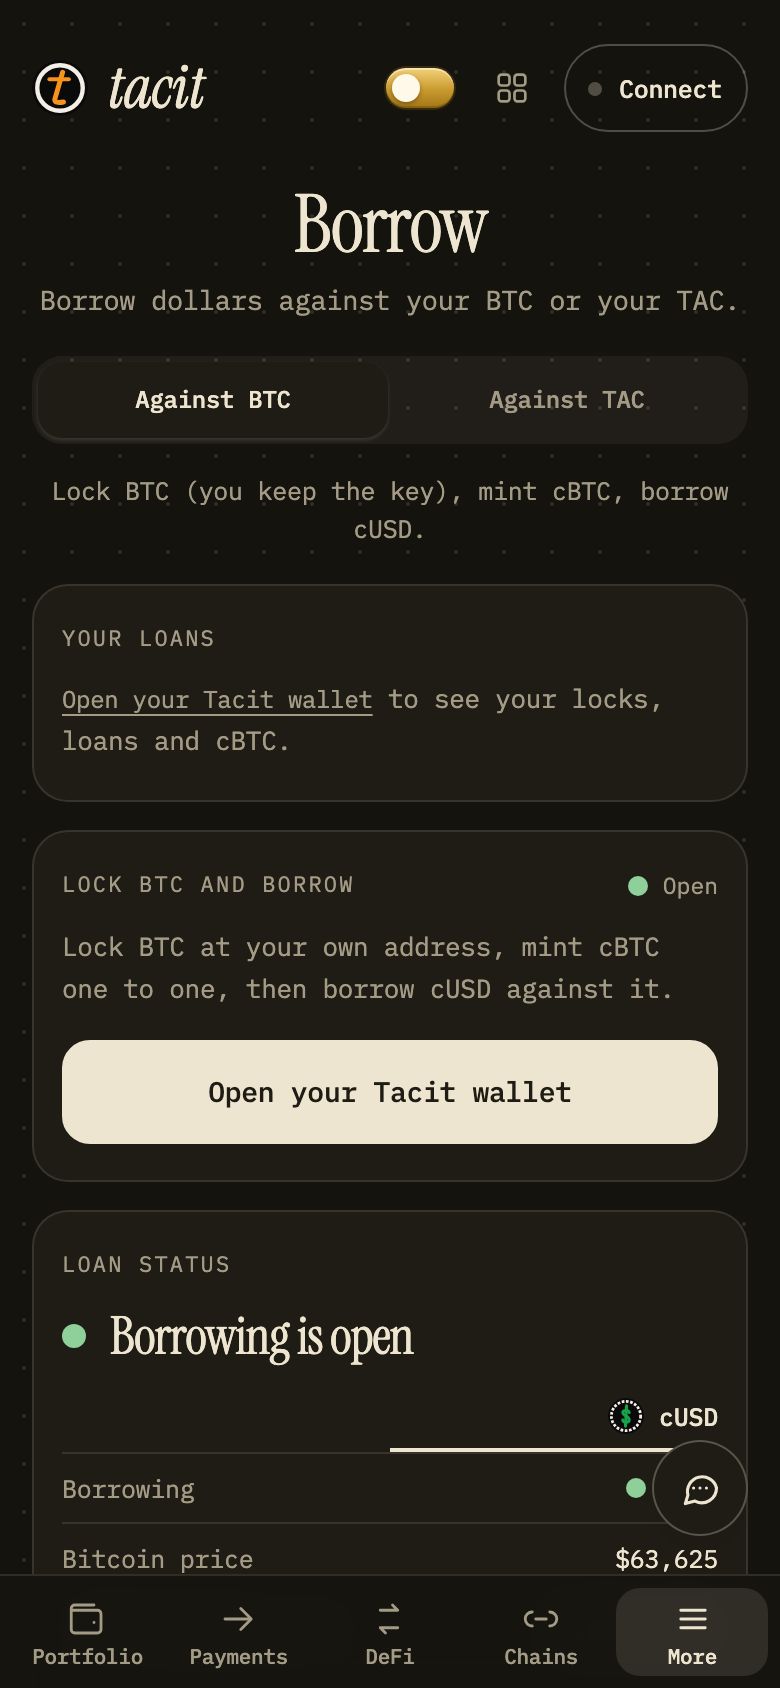 tacit
Connect
Borrow
Borrow dollars against your BTC or your TAC.
Against BTC
Against TAC
Lock BTC (you keep the key), mint cBTC, borrow
cUSD.
YOUR LOANS
Open your Tacit wallet to see your locks,
loans and cBTC.
LOCK BTC AND BORROW
Open
Lock BTC at your own address, mint cBTC
one to one, then borrow cUSD against it.
Open your Tacit wallet
LOAN STATUS
Borrowing is open
cUSD
Borrowing
Bitcoin price
$63,625
Portfolio
Payments
DeFi
Chains
More